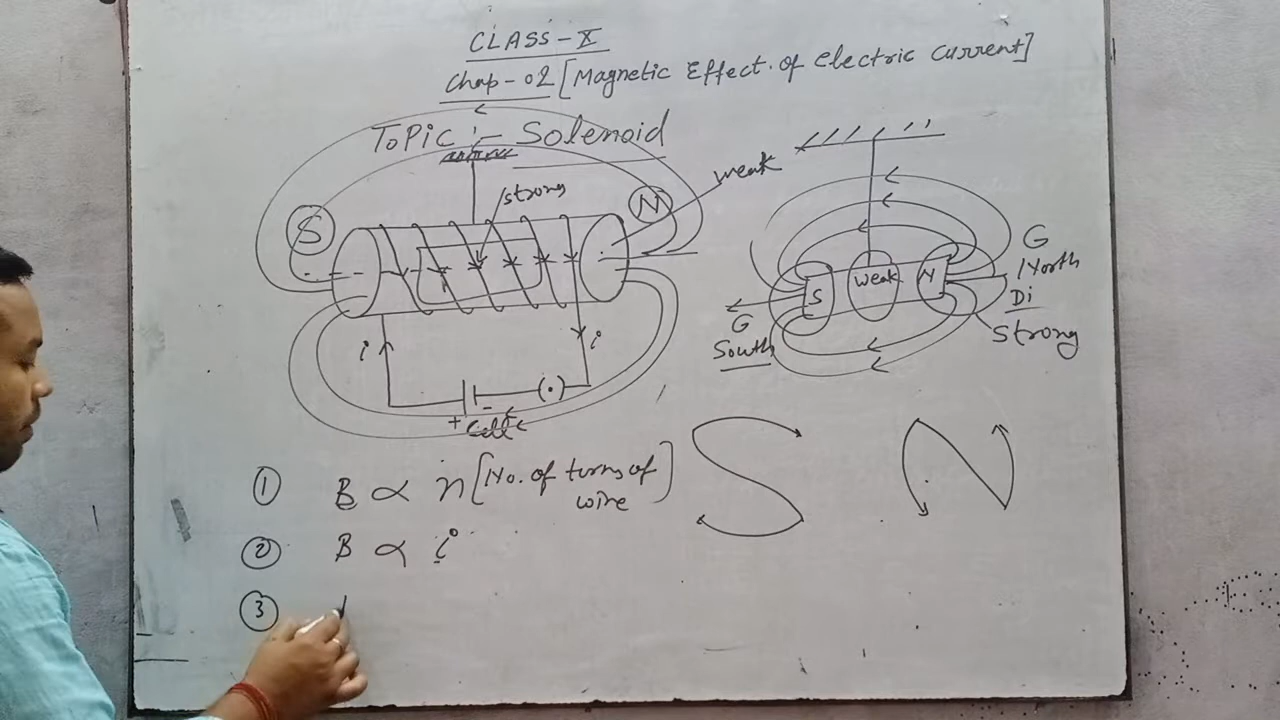 CLASS-X
Chap-02 [Magnetic Effect. of electric current]
Topic :- Solenoid
strong
weak
S
N
i
i
+
-
(·)
Cell
S
weak
N
G
North
Di
strong
G
South
① B ∝ n [No. of turns of
wire]
② B ∝ i
③
S
N